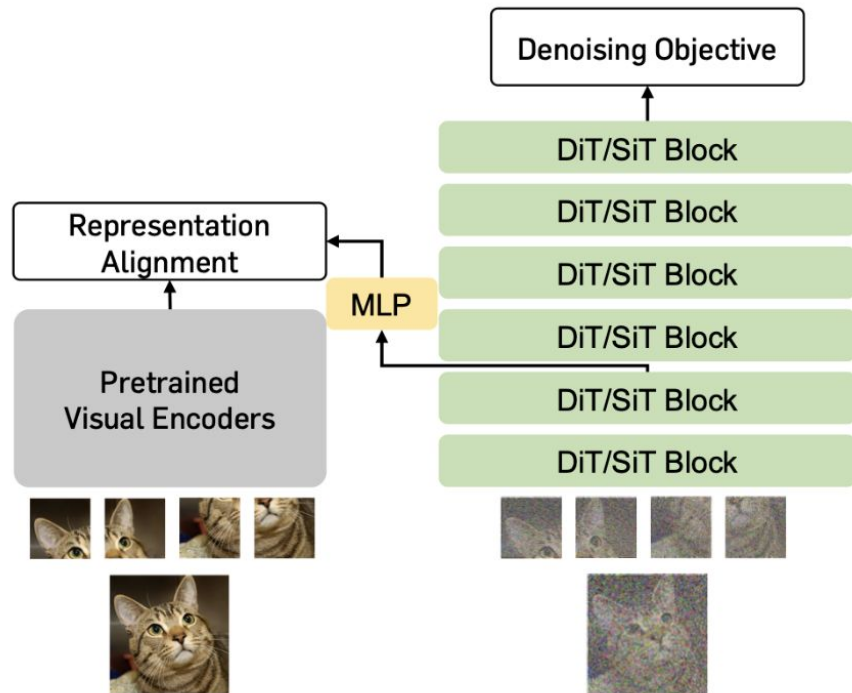 Denoising Objective
DiT/SiT Block
DiT/SiT Block
DiT/SiT Block
DiT/SiT Block
DiT/SiT Block
DiT/SiT Block
Representation
Alignment
MLP
Pretrained
Visual Encoders